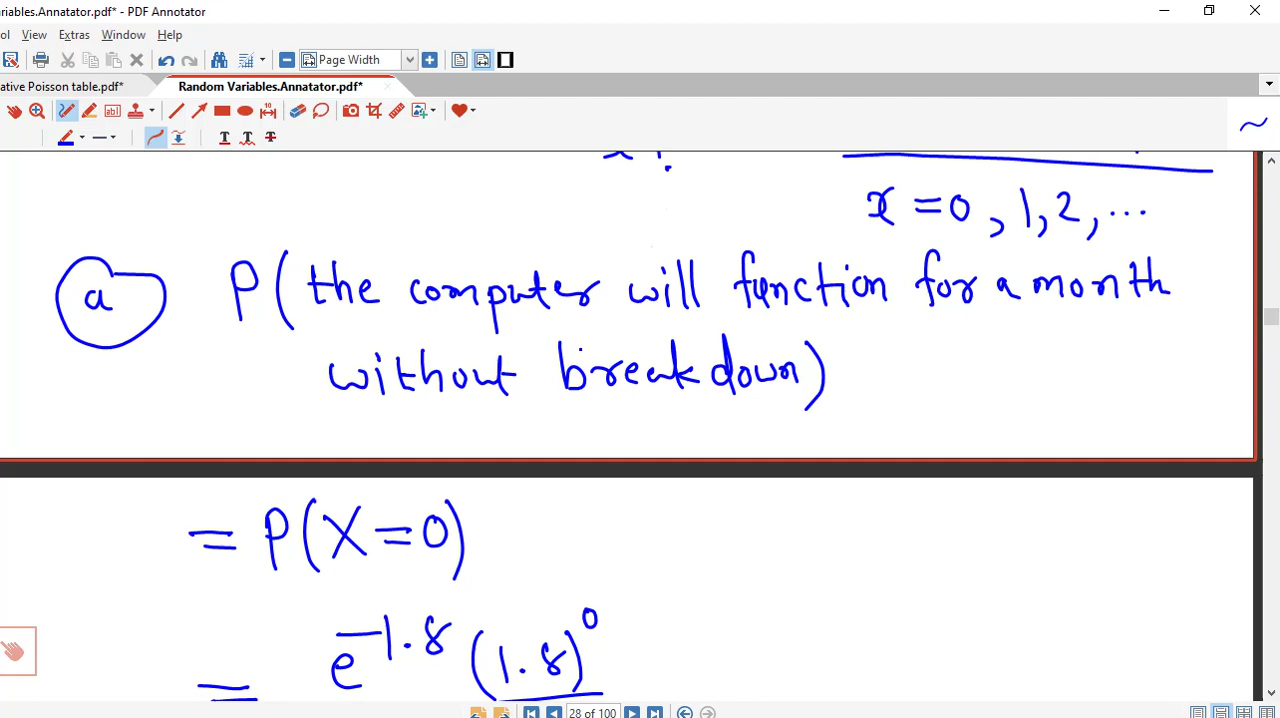 ariables.Annatator.pdf* - PDF Annotator
ol View Extras Window Help
Page Width
ative Poisson table.pdf* Random Variables.Annatator.pdf*
x!
x = 0, 1, 2, ...
a P(the computer will function for a month
without breakdown)
= P(X = 0)
= e^-1.8 (1.8)^0
28 of 100